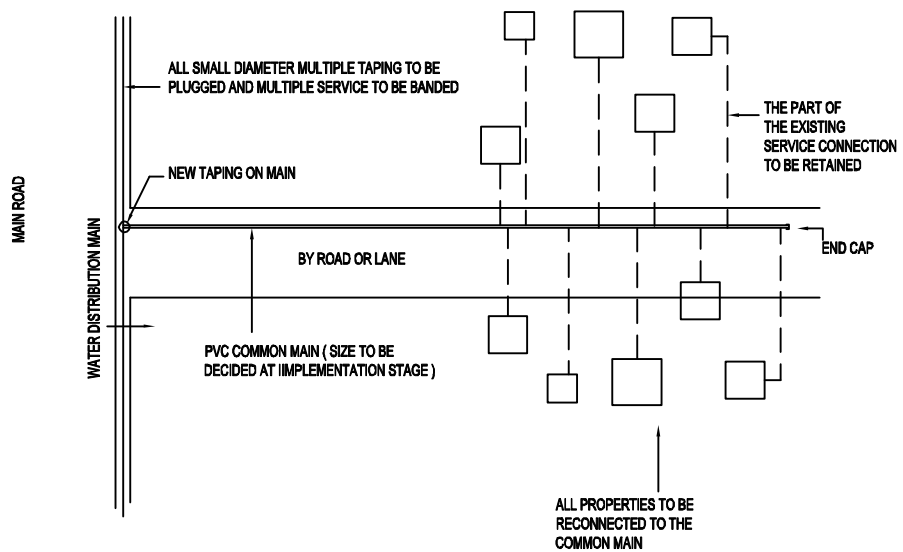 ALL SMALL DIAMETER MULTIPLE TAPING TO BE
PLUGGED AND MULTIPLE SERVICE TO BE BANDED
THE PART OF
THE EXISTING
SERVICE CONNECTION
TO BE RETAINED
NEW TAPING ON MAIN
MAIN ROAD
END CAP
BY ROAD OR LANE
WATER DISTRIBUTION MAIN
PVC COMMON MAIN ( SIZE TO BE
DECIDED AT IIMPLEMENTATION STAGE )
ALL PROPERTIES TO BE
RECONNECTED TO THE
COMMON MAIN